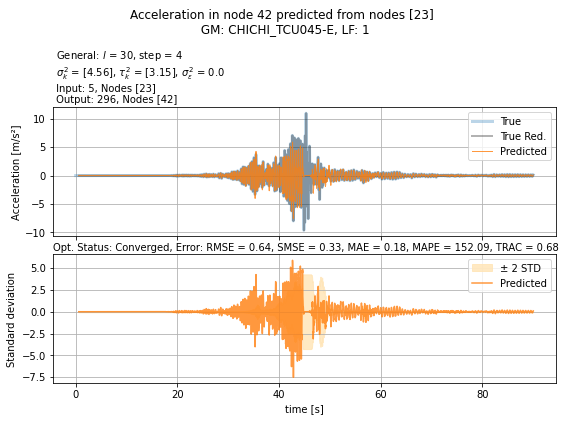 Acceleration in node 42 predicted from nodes [23]
GM: CHICHI_TCU045-E, LF: 1
General: l = 30, step = 4
σ²ₖ = [4.56], τ²ₖ = [3.15], σ²ε = 0.0
Input: 5, Nodes [23]
Output: 296, Nodes [42]
Acceleration [m/s²]
10
5
0
−5
−10
True
True Red.
Predicted
Opt. Status: Converged, Error: RMSE = 0.64, SMSE = 0.33, MAE = 0.18, MAPE = 152.09, TRAC = 0.68
Standard deviation
5.0
2.5
0.0
−2.5
−5.0
−7.5
± 2 STD
Predicted
0 20 40 60 80
time [s]